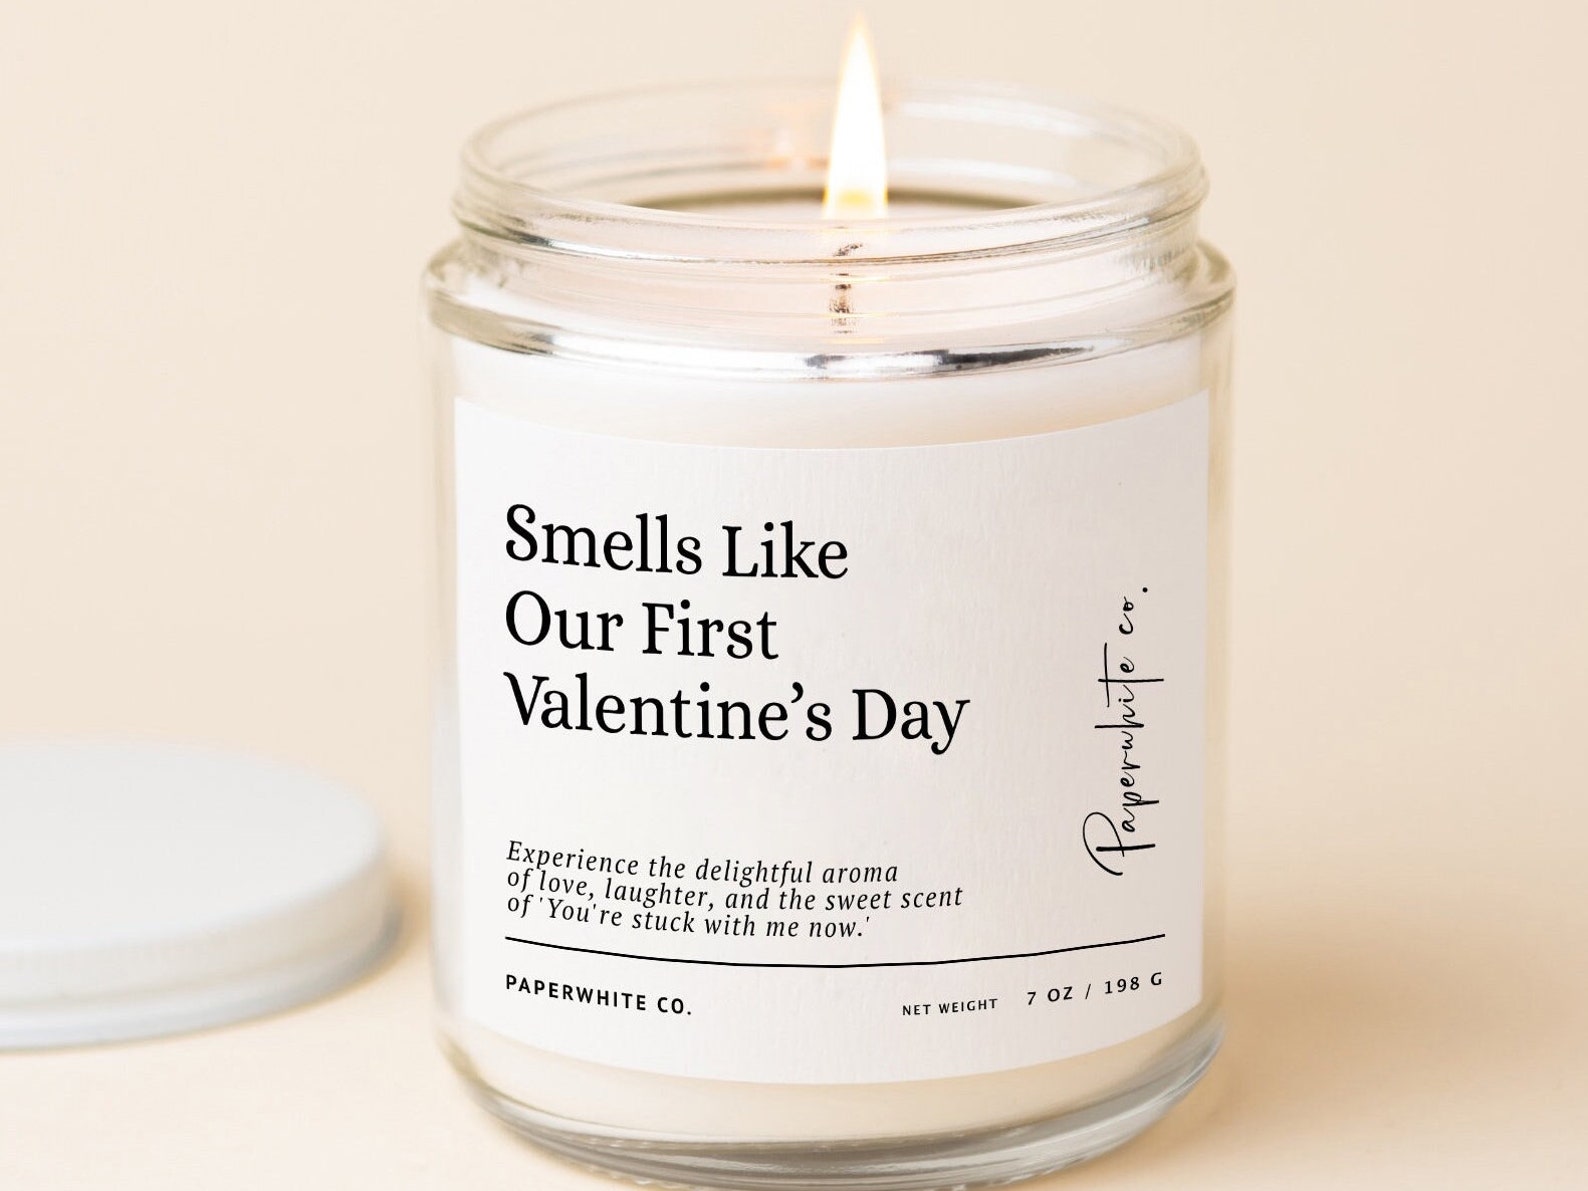 Smells Like
Our First
Valentine’s Day
Paperwhite co.
Experience the delightful aroma
of love, laughter, and the sweet scent
of 'You're stuck with me now.'
PAPERWHITE CO.
NET WEIGHT 7 OZ / 198 G